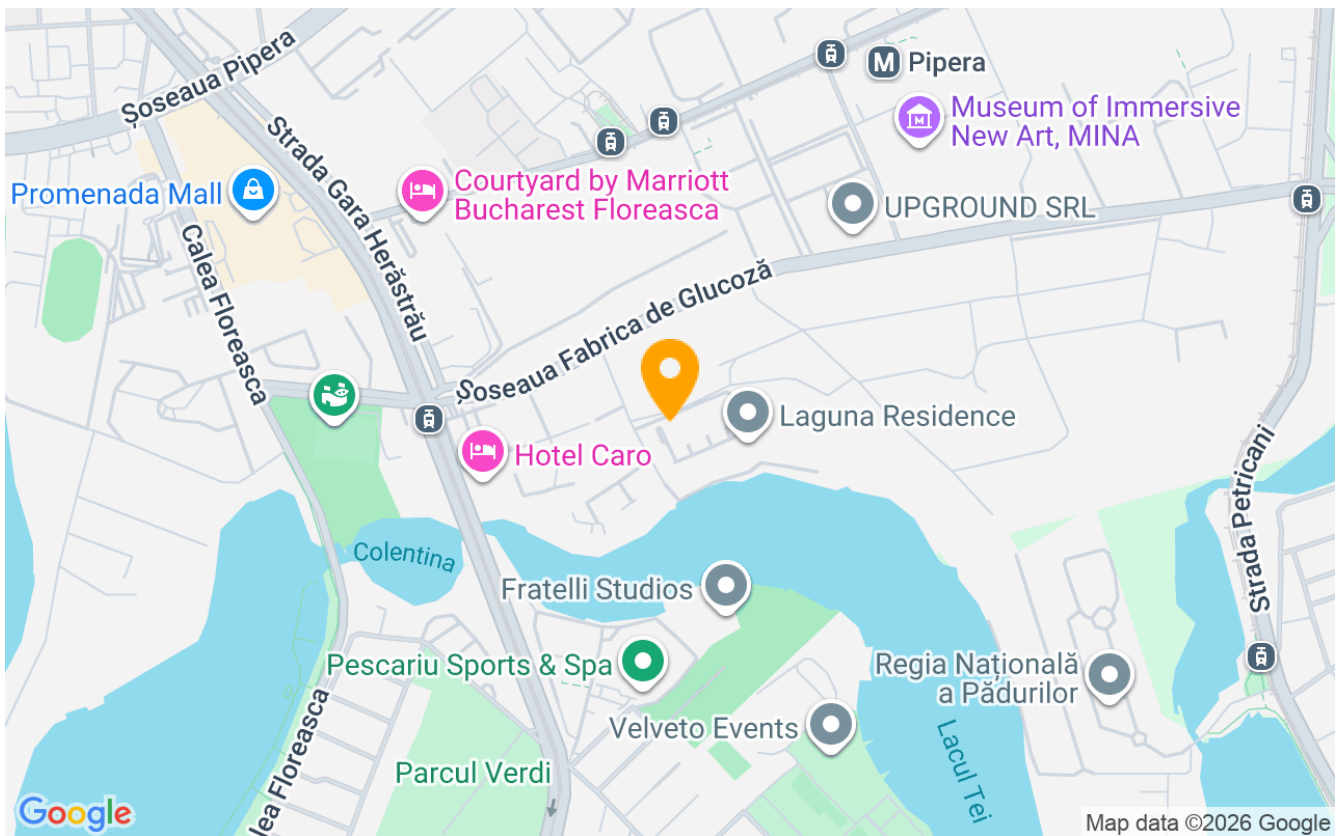 Șoseaua Pipera
M Pipera
Museum of Immersive
New Art, MINA
Strada Gara Herăstrău
Promenada Mall
Courtyard by Marriott
Bucharest Floreasca
UPGROUND SRL
Calea Floreasca
Șoseaua Fabrica de Glucoză
Laguna Residence
Hotel Caro
Strada Petricani
Colentina
Fratelli Studios
Pescariu Sports & Spa
Regia Națională
a Pădurilor
Velveto Events
Lacul Tei
Parcul Verdi
lea Floreasca
Google
Map data ©2026 Google